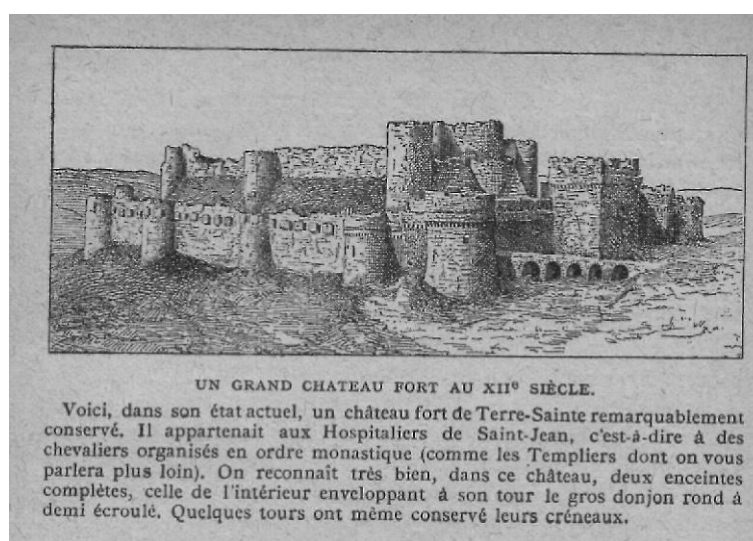 UN GRAND CHATEAU FORT AU XIIe SIÈCLE.
Voici, dans son état actuel, un château fort de Terre-Sainte remarquablement
conservé. Il appartenait aux Hospitaliers de Saint-Jean, c'est-à-dire à des
chevaliers organisés en ordre monastique (comme les Templiers dont on vous
parlera plus loin). On reconnaît très bien, dans ce château, deux enceintes
complètes, celle de l'intérieur enveloppant à son tour le gros donjon rond à
demi écroulé. Quelques tours ont même conservé leurs créneaux.